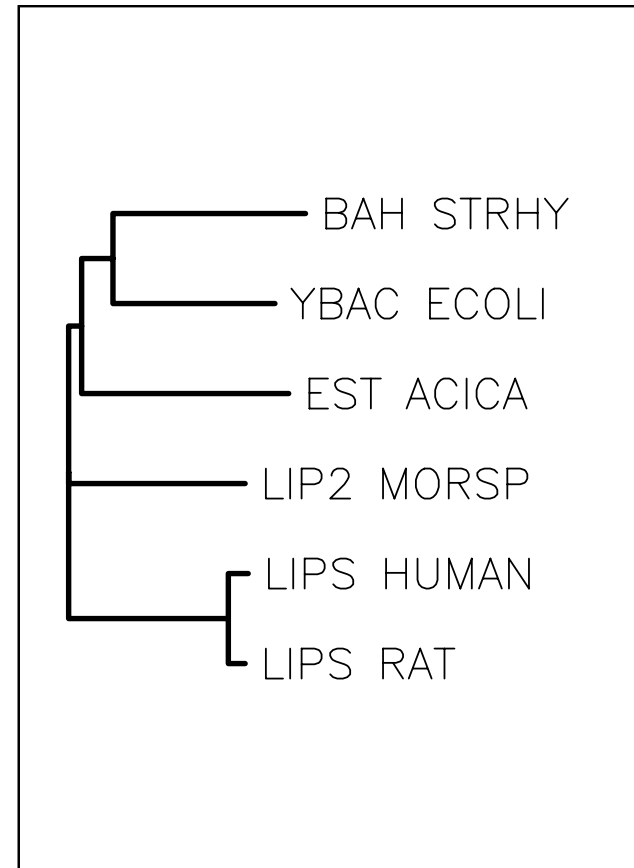 BAH STRHY
YBAC ECOLI
EST ACICA
LIP2 MORSP
LIPS HUMAN
LIPS RAT